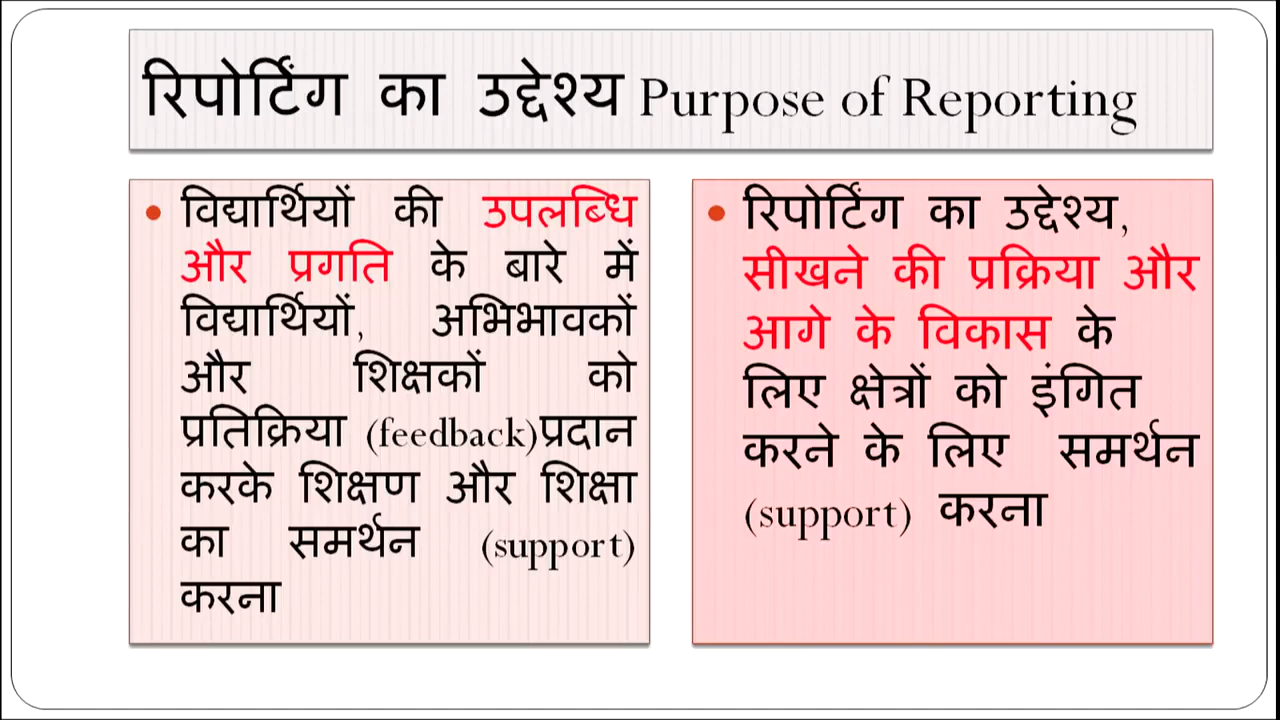 रिपोर्टिंग का उद्देश्य Purpose of Reporting
• विद्यार्थियों की उपलब्धि
और प्रगति के बारे में
विद्यार्थियों, अभिभावकों
और शिक्षकों को
प्रतिक्रिया (feedback)प्रदान
करके शिक्षण और शिक्षा
का समर्थन (support)
करना
• रिपोर्टिंग का उद्देश्य,
सीखने की प्रक्रिया और
आगे के विकास के
लिए क्षेत्रों को इंगित
करने के लिए समर्थन
(support) करना